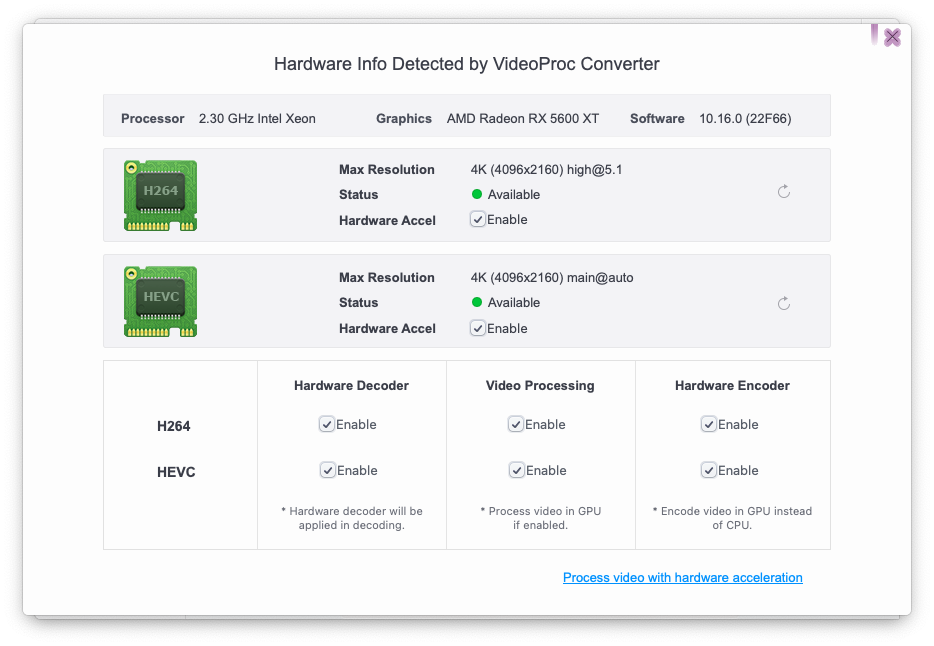 Hardware Info Detected by VideoProc Converter
Processor 2.30 GHz Intel Xeon Graphics AMD Radeon RX 5600 XT Software 10.16.0 (22F66)
H264
Max Resolution 4K (4096x2160) high@5.1
Status Available
Hardware Accel Enable
HEVC
Max Resolution 4K (4096x2160) main@auto
Status Available
Hardware Accel Enable
Hardware Decoder Video Processing Hardware Encoder
H264 Enable Enable Enable
HEVC Enable Enable Enable
* Hardware decoder will be * Process video in GPU * Encode video in GPU instead
applied in decoding. if enabled. of CPU.
Process video with hardware acceleration